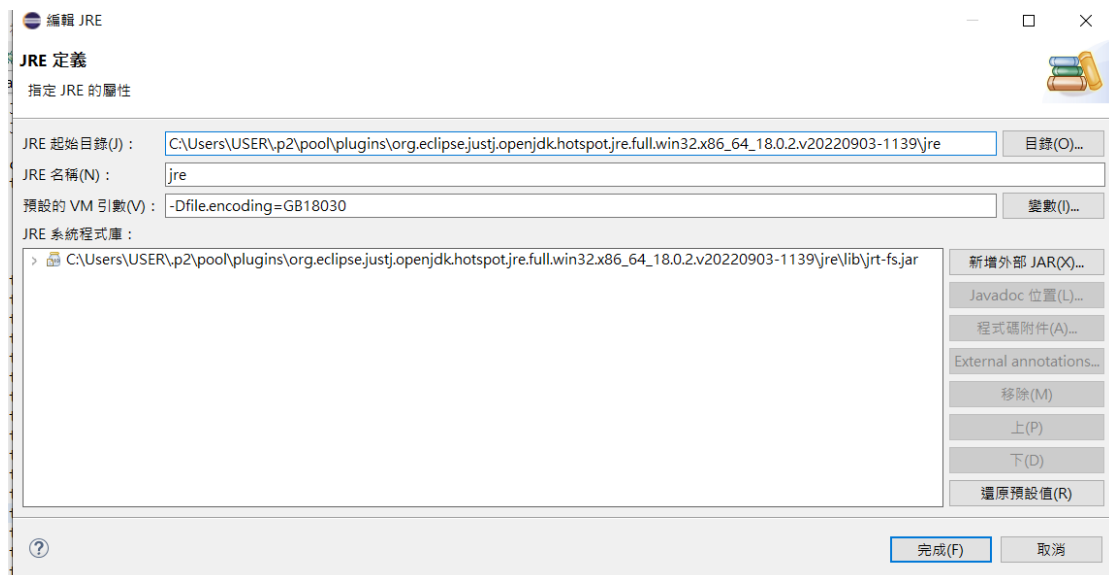 編輯 JRE
JRE 定義
指定 JRE 的屬性
JRE 起始目錄(J)： C:\Users\USER\.p2\pool\plugins\org.eclipse.justj.openjdk.hotspot.jre.full.win32.x86_64_18.0.2.v20220903-1139\jre 目錄(O)...
JRE 名稱(N)： jre
預設的 VM 引數(V)： -Dfile.encoding=GB18030 變數(I)...
JRE 系統程式庫：
C:\Users\USER\.p2\pool\plugins\org.eclipse.justj.openjdk.hotspot.jre.full.win32.x86_64_18.0.2.v20220903-1139\jre\lib\jrt-fs.jar
新增外部 JAR(X)...
Javadoc 位置(L)...
程式碼附件(A)...
External annotations...
移除(M)
上(P)
下(D)
還原預設值(R)
完成(F) 取消